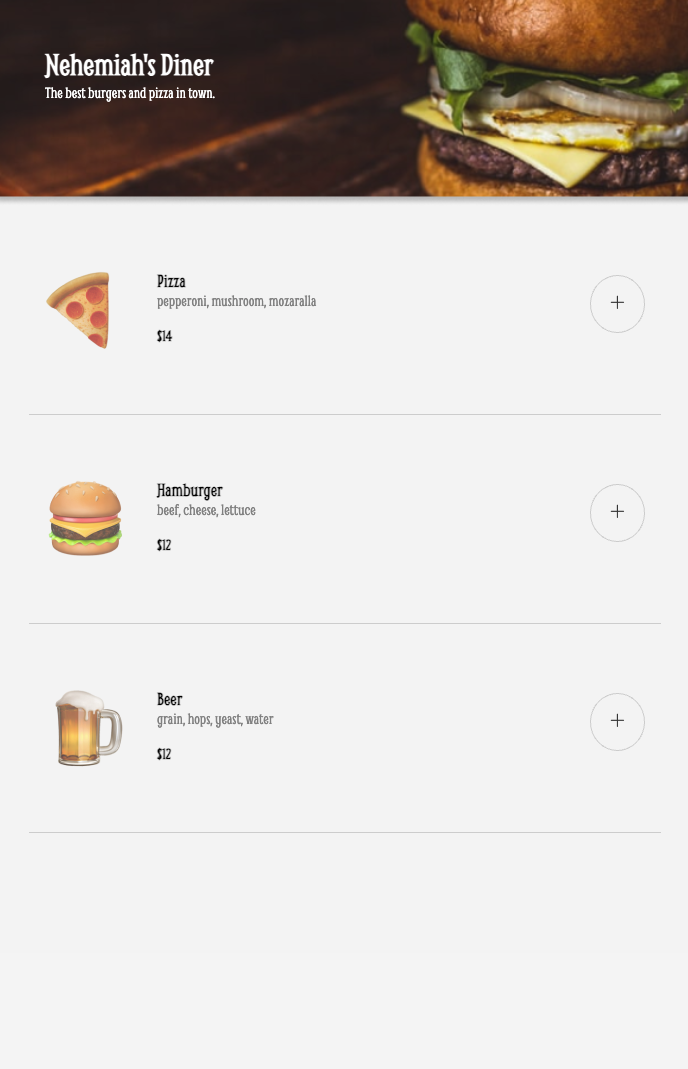 Nehemiah's Diner
The best burgers and pizza in town.
Pizza
pepperoni, mushroom, mozaralla
$14
+
Hamburger
beef, cheese, lettuce
$12
+
Beer
grain, hops, yeast, water
$12
+